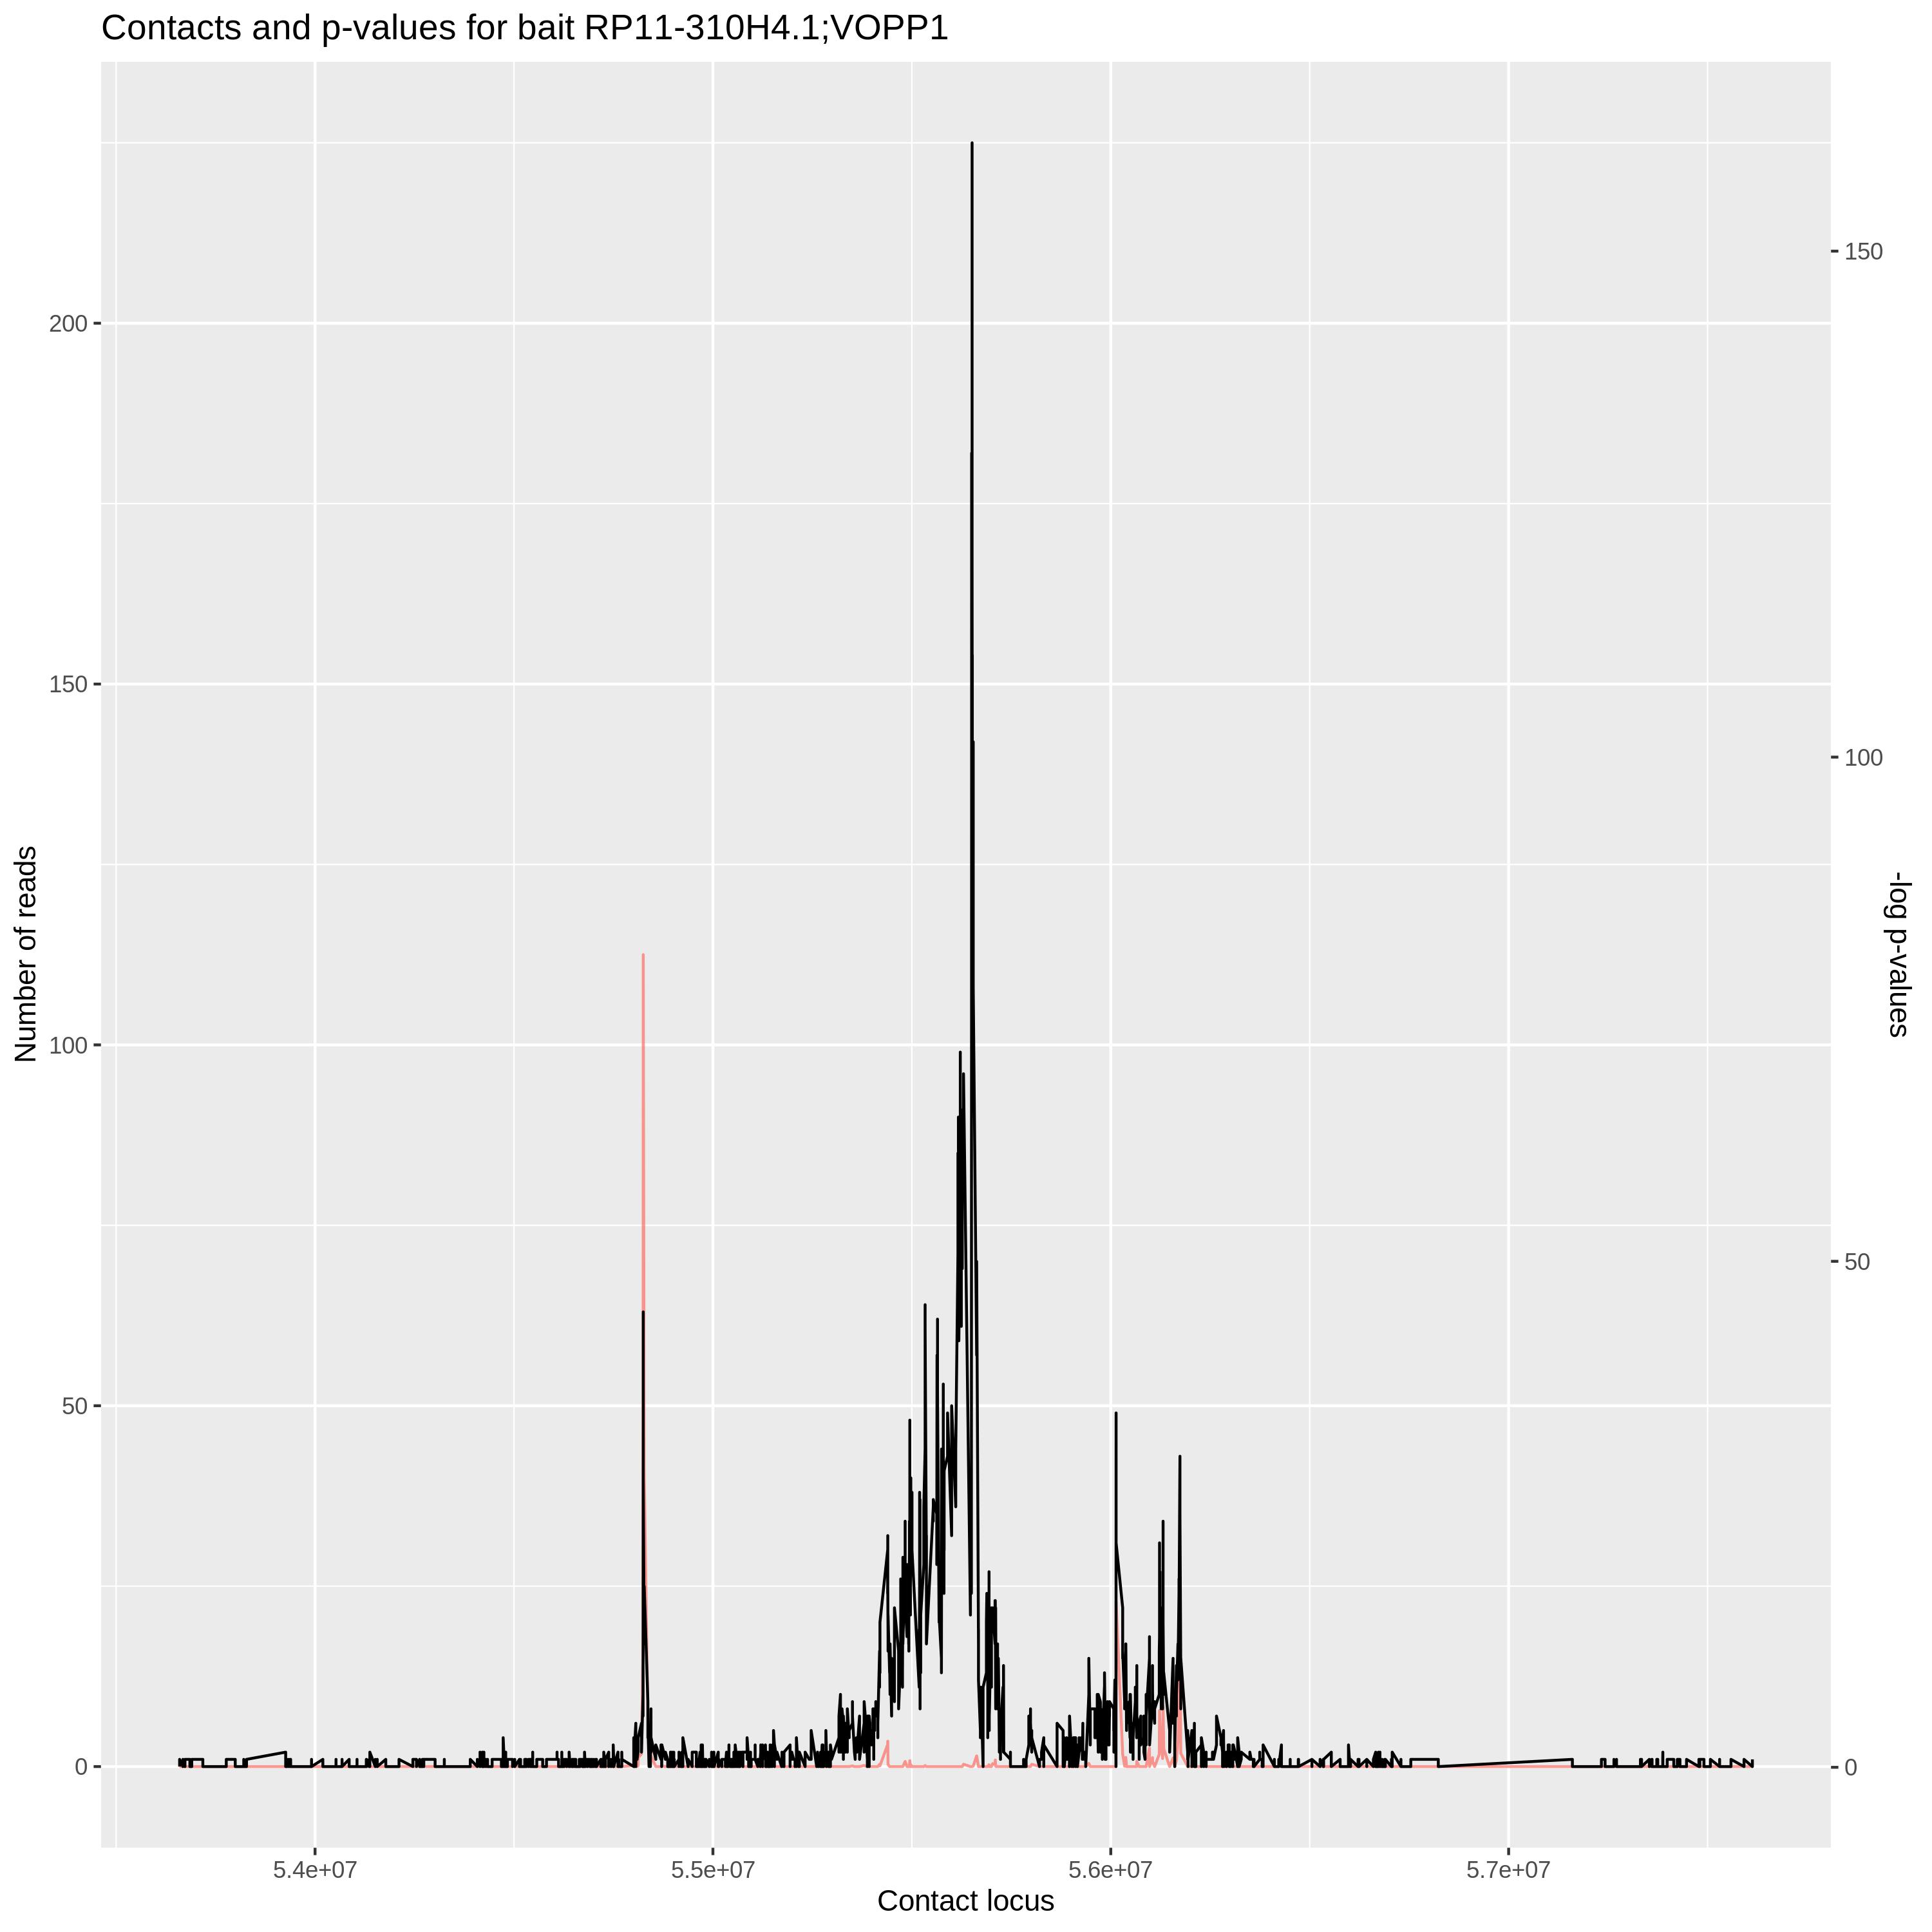 Contacts and p-values for bait RP11-310H4.1;VOPP1
Number of reads
200
150
100
50
0
150
100
50
0
-log p-values
5.4e+07
5.5e+07
5.6e+07
5.7e+07
Contact locus